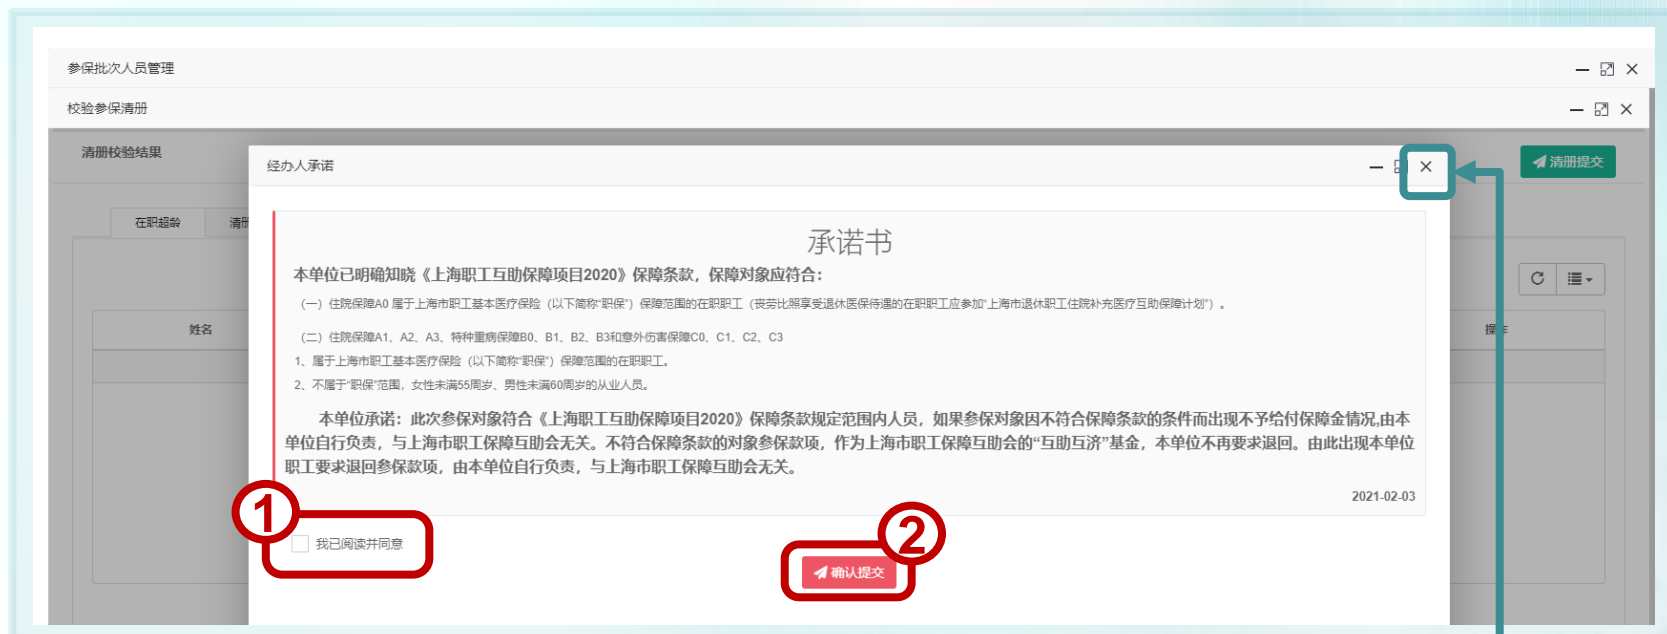 参保批次人员管理
校验参保清册
清册校验结果
经办人承诺
清册提交
在职超龄
清册
承诺书
本单位已明确知晓《上海职工互助保障项目2020》保障条款，保障对象应符合：
（一）住院保障A0 属于上海市职工基本医疗保险（以下简称“职保”）保障范围的在职职工（丧劳比照享受退休医保待遇的在职职工应参加“上海市退休职工住院补充医疗互助保障计划”）。
（二）住院保障A1、A2、A3、特种重病保障B0、B1、B2、B3和意外伤害保障C0、C1、C2、C3
1、属于上海市职工基本医疗保险（以下简称“职保”）保障范围的在职职工。
2、不属于“职保”范围，女性未满55周岁、男性未满60周岁的从业人员。
姓名
操作
本单位承诺：此次参保对象符合《上海职工互助保障项目2020》保障条款规定范围内人员，如果参保对象因不符合保障条款的条件而出现不予给付保障金情况,由本
单位自行负责，与上海市职工保障互助会无关。不符合保障条款的对象参保款项，作为上海市职工保障互助会的“互助互济”基金，本单位不再要求退回。由此出现本单位
职工要求退回参保款项，由本单位自行负责，与上海市职工保障互助会无关。
2021-02-03
1
我已阅读并同意
2
确认提交